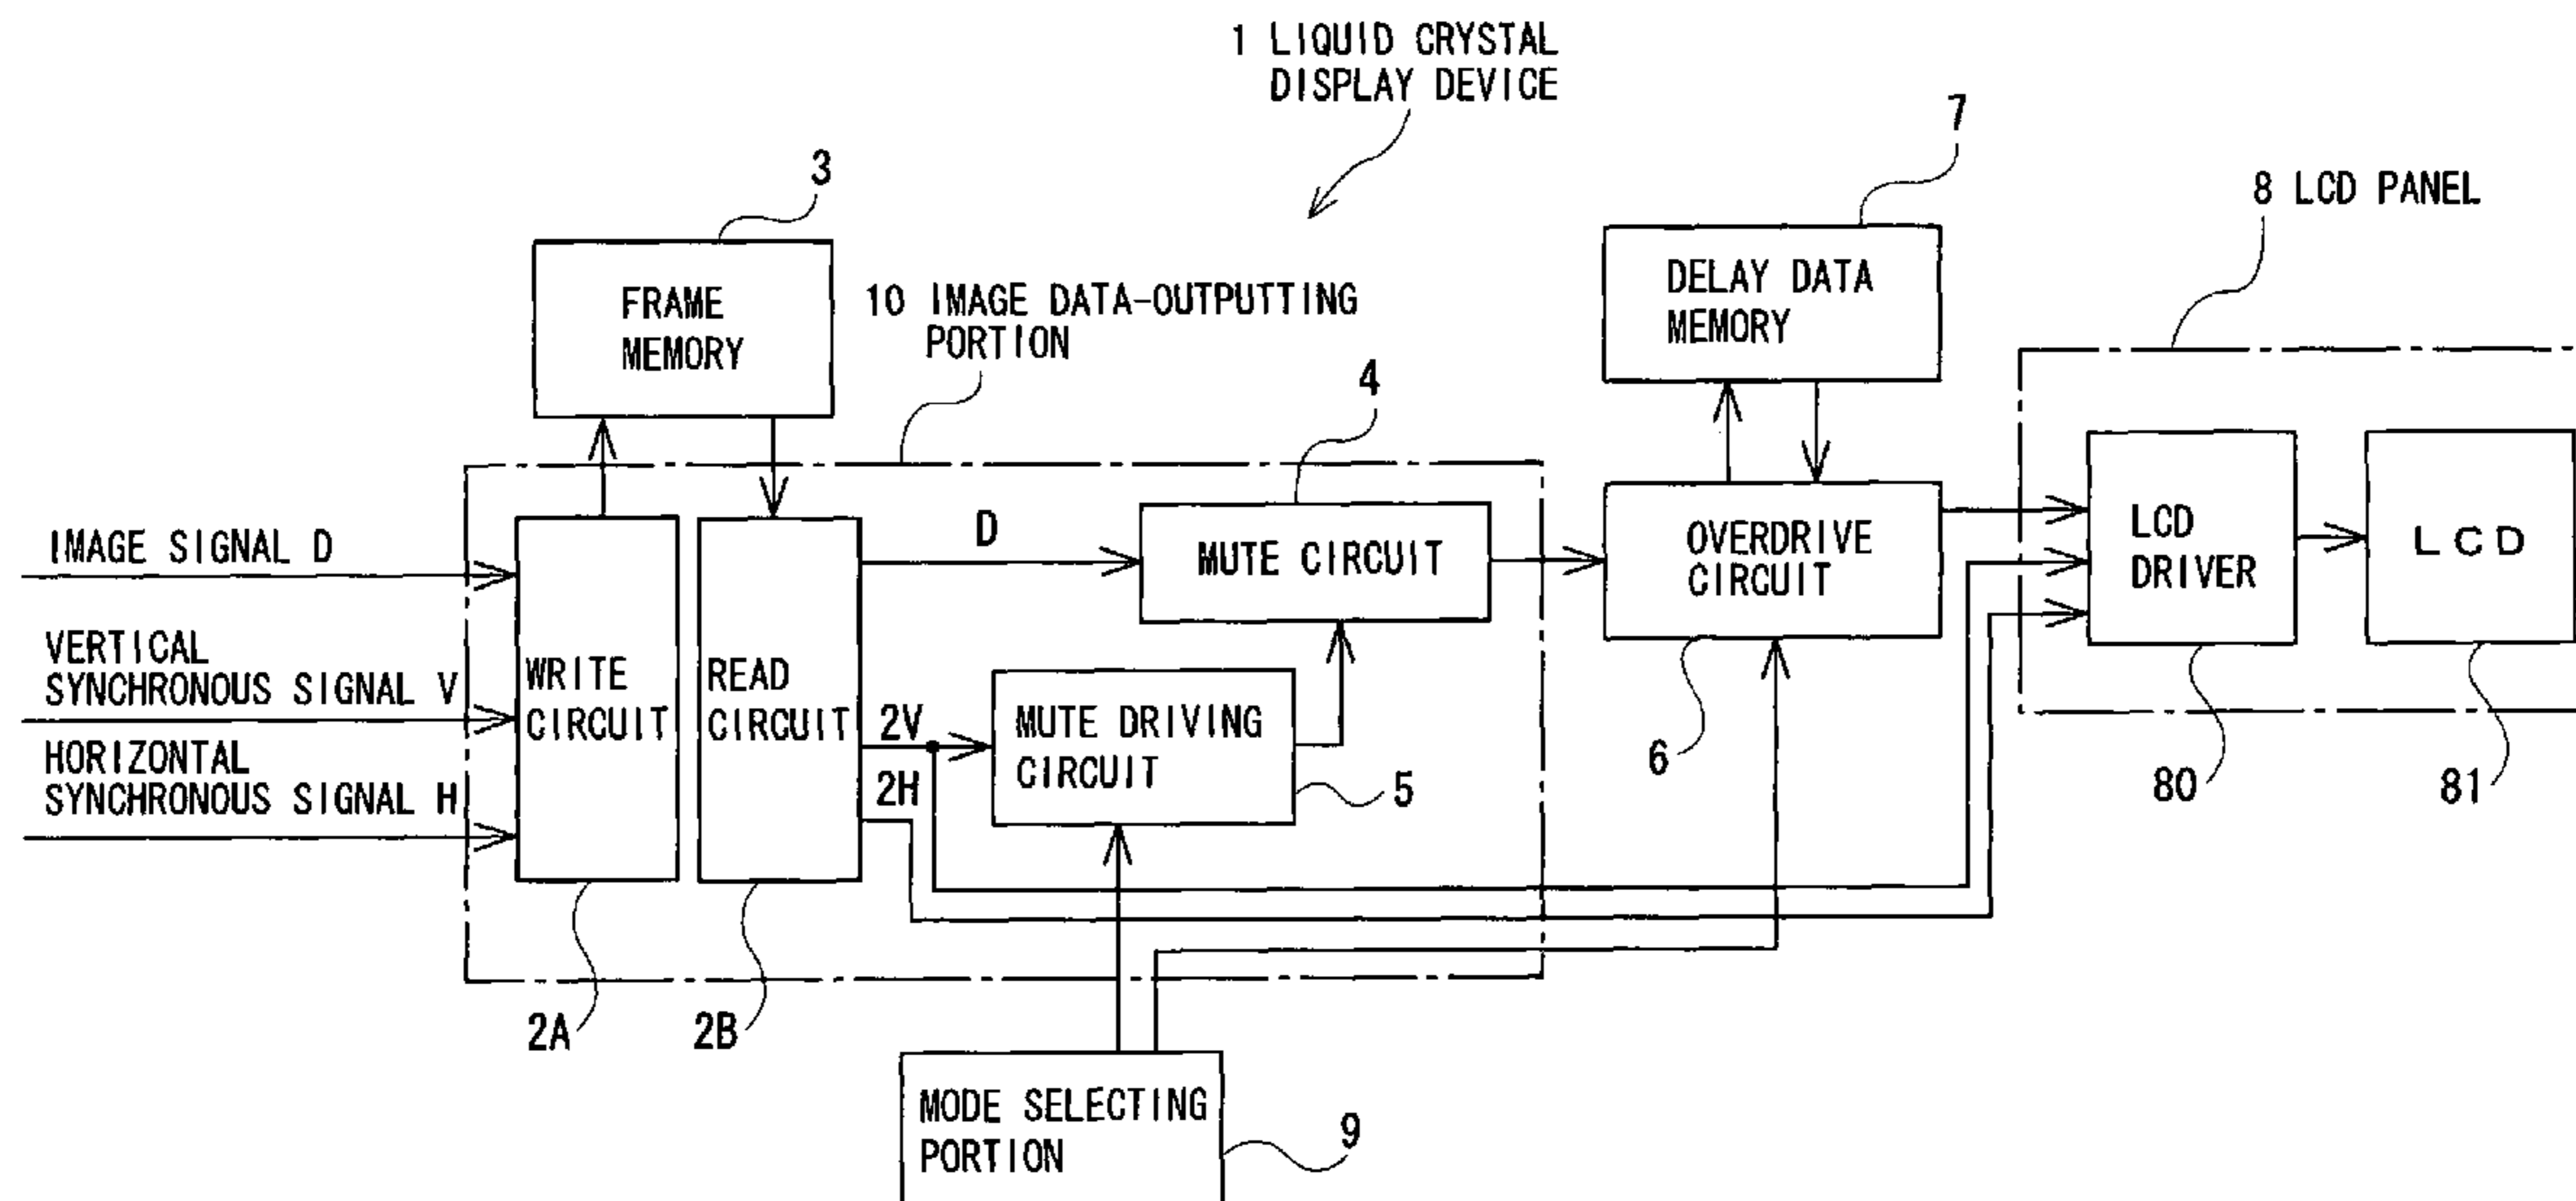 1 LIQUID CRYSTAL
DISPLAY DEVICE
7
3
8 LCD PANEL
FRAME
MEMORY
10 IMAGE DATA-OUTPUTTING
PORTION
DELAY DATA
MEMORY
4
IMAGE SIGNAL D
D
MUTE CIRCUIT
OVERDRIVE
CIRCUIT
LCD
DRIVER
LCD
VERTICAL
SYNCHRONOUS SIGNAL V
WRITE
CIRCUIT
READ
CIRCUIT
2V
MUTE DRIVING
CIRCUIT
6
HORIZONTAL
SYNCHRONOUS SIGNAL H
2H
5
80
81
2A
2B
MODE SELECTING
PORTION
9